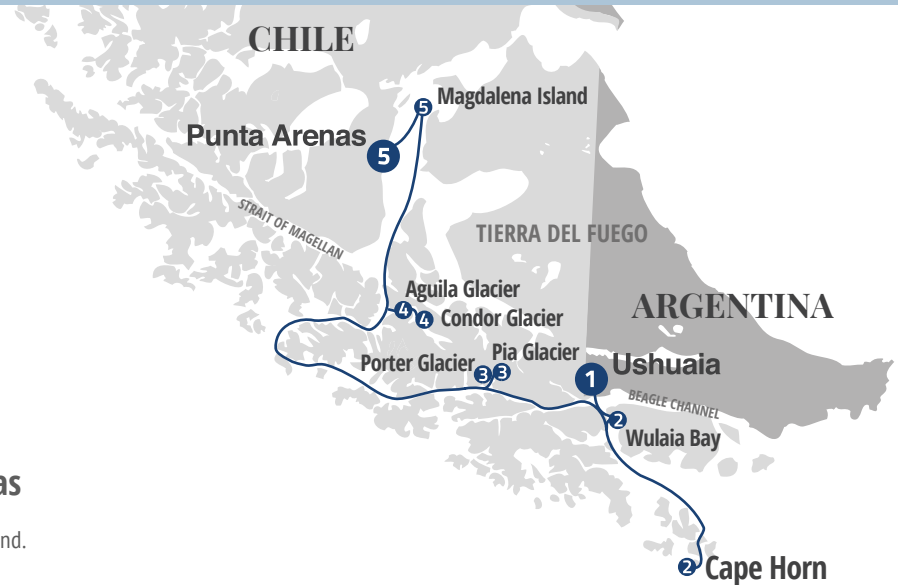 CHILE
5
Magdalena Island
Punta Arenas
5
STRAIT OF MAGELLAN
TIERRA DEL FUEGO
Aguila Glacier
4
4
Condor Glacier
ARGENTINA
Pia Glacier
Porter Glacier
3
3
1
Ushuaia
BEAGLE CHANNEL
2
Wulaia Bay
as
nd.
2
Cape Horn